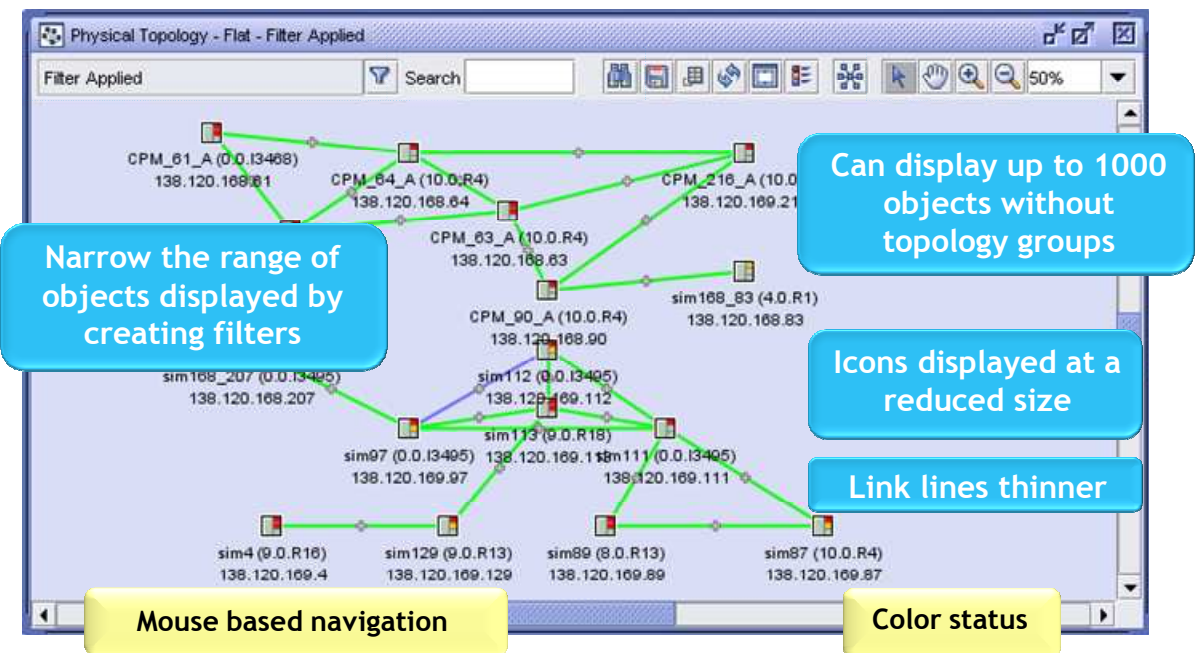 Physical Topology - Flat - Filter Applied
Filter Applied
Search
50%
CPM_61_A (0.0.I3468)
138.120.168.61
CPM_64_A (10.0.R4)
138.120.168.64
CPM_216_A (10.0
138.120.169.21
Can display up to 1000
objects without
topology groups
CPM_63_A (10.0.R4)
138.120.168.63
Narrow the range of
objects displayed by
creating filters
sim168_83 (4.0.R1)
138.120.168.83
CPM_90_A (10.0.R4)
138.120.168.90
Icons displayed at a
reduced size
sim168_207 (0.0.I3495)
138.120.168.207
sim112 (0.0.I3495)
138.120.169.112
sim113 (9.0.R18)
138.120.169.113
sim97 (0.0.I3495)
138.120.169.97
sim111 (0.0.I3495)
138.120.169.111
Link lines thinner
sim4 (9.0.R16)
138.120.169.4
sim129 (9.0.R13)
138.120.169.129
sim89 (8.0.R13)
138.120.169.89
sim87 (10.0.R4)
138.120.169.87
Mouse based navigation
Color status